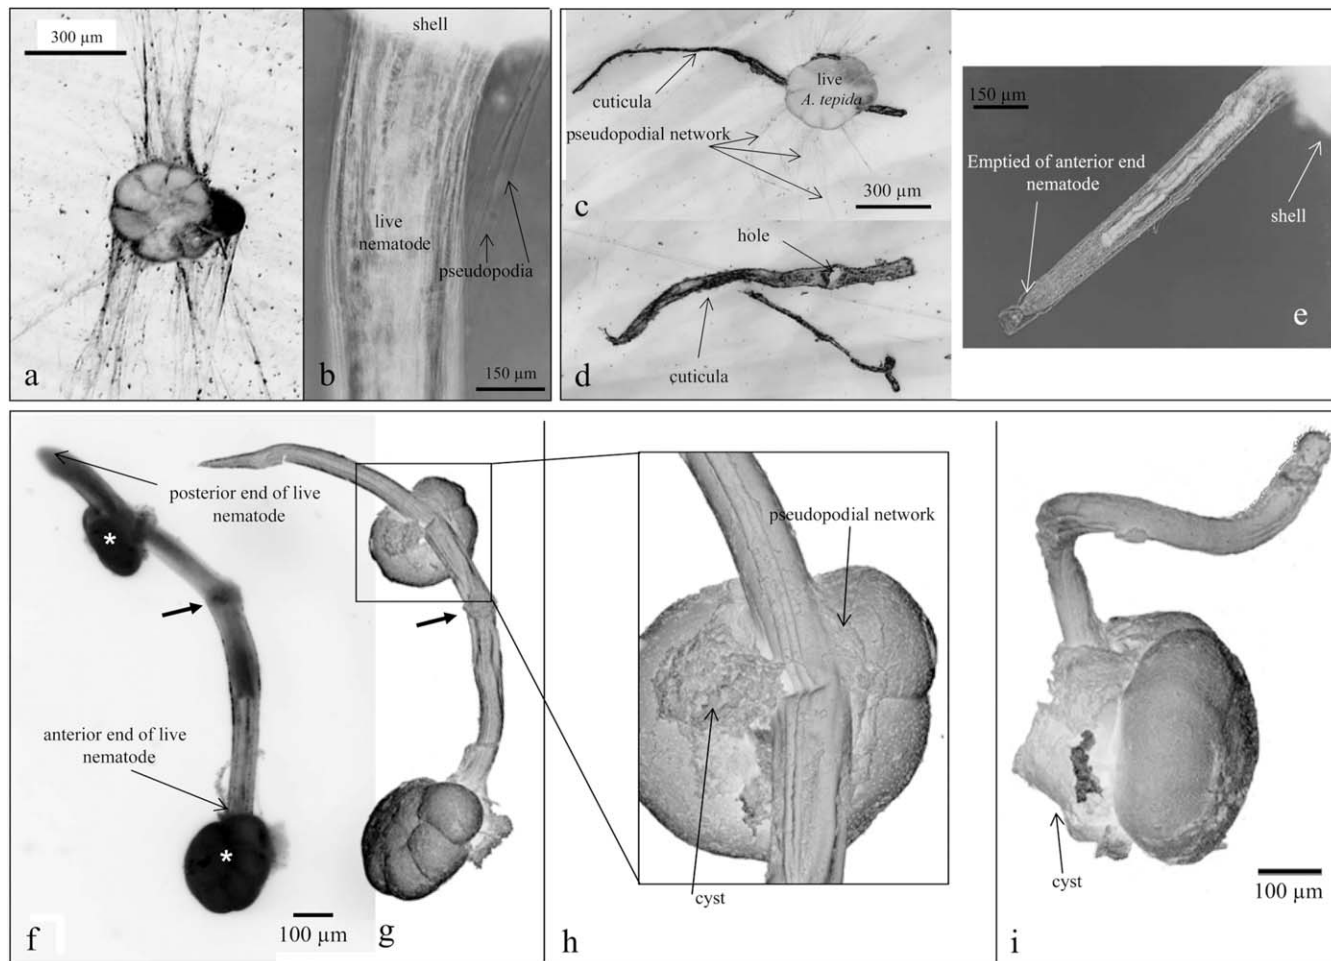 300 µm
a
shell
live
nematode
pseudopodia
150 µm
b
cuticula
live
A. tepida
pseudopodial network
300 µm
c
hole
cuticula
d
150 µm
Emptied of anterior end
nematode
shell
e
posterior end of live
nematode
*
anterior end of live
nematode
*
100 µm
f
g
pseudopodial network
cyst
h
cyst
100 µm
i